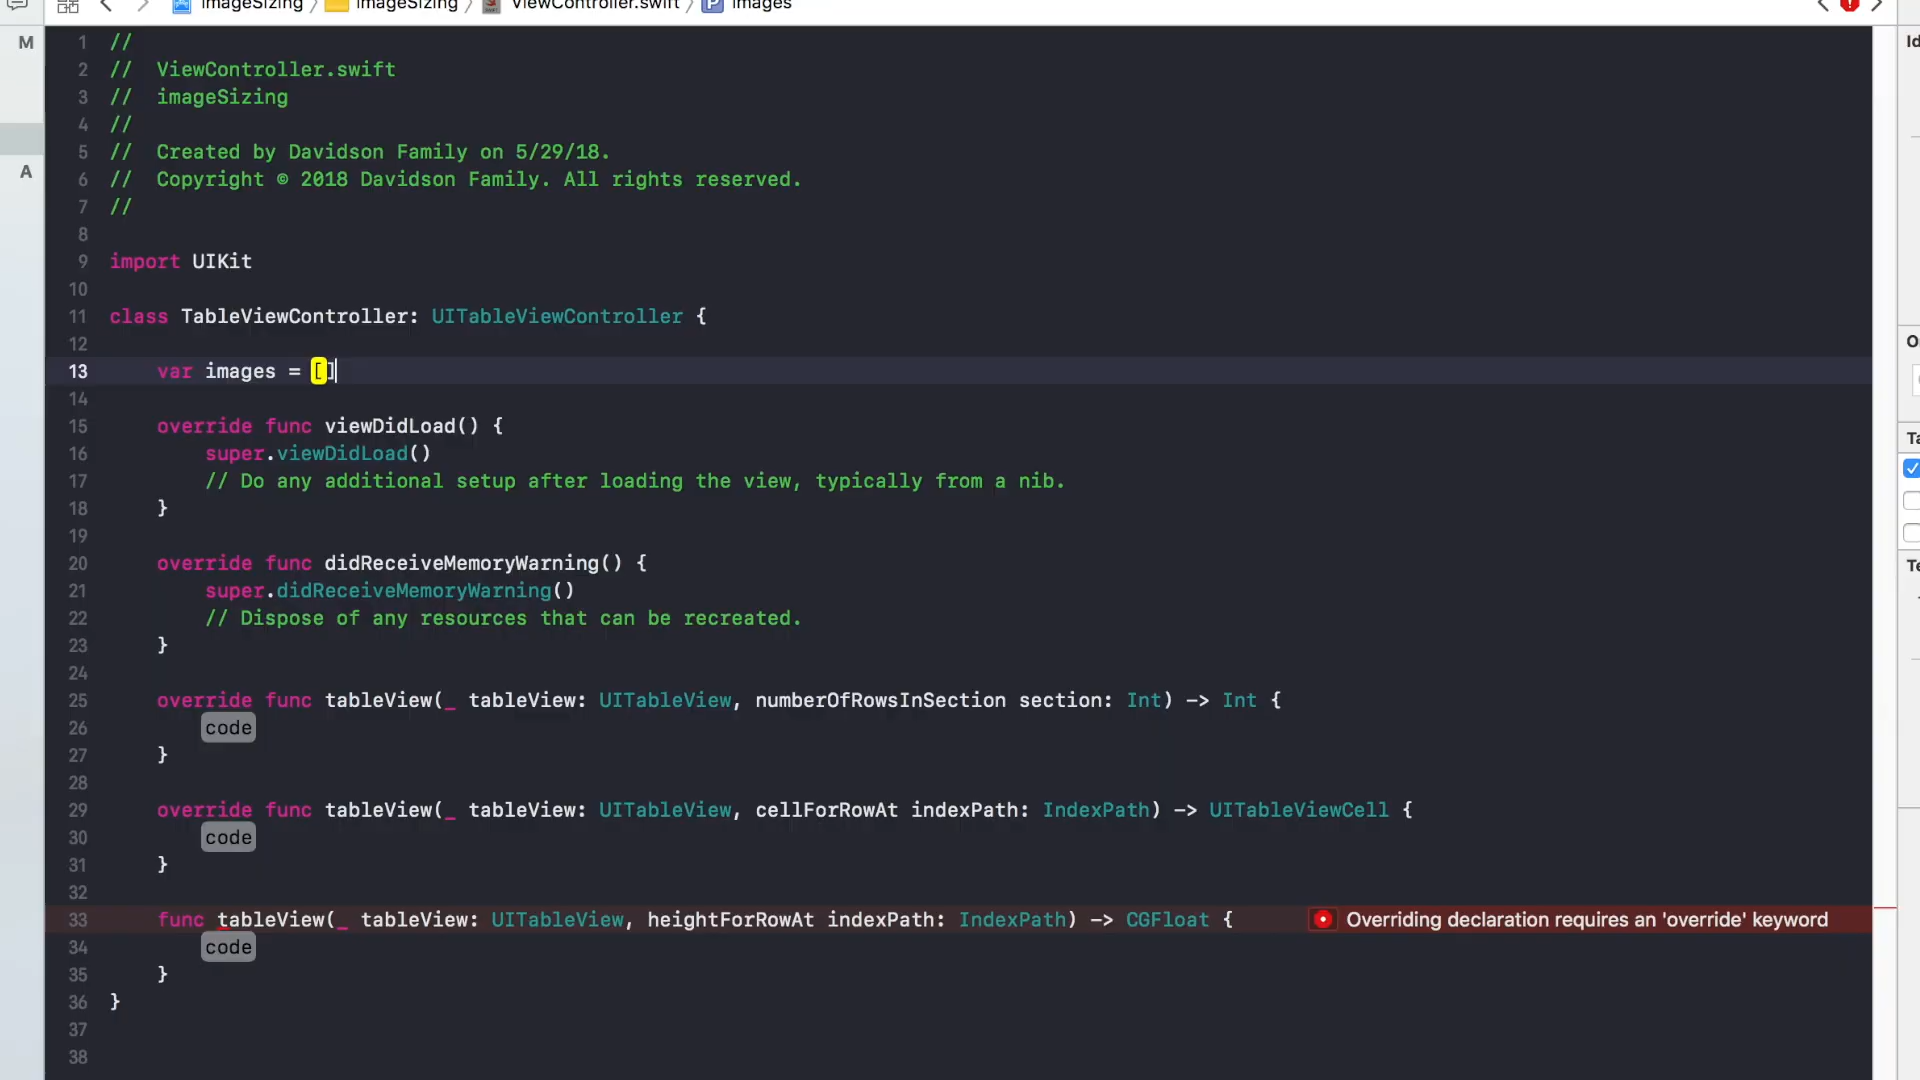 imageSizing imageSizing ViewController.swift P images
M
A
1 //
2 // ViewController.swift
3 // imageSizing
4 //
5 // Created by Davidson Family on 5/29/18.
6 // Copyright © 2018 Davidson Family. All rights reserved.
7 //
8
9 import UIKit
10
11 class TableViewController: UITableViewController {
12
13 var images = []
14
15 override func viewDidLoad() {
16 super.viewDidLoad()
17 // Do any additional setup after loading the view, typically from a nib.
18 }
19
20 override func didReceiveMemoryWarning() {
21 super.didReceiveMemoryWarning()
22 // Dispose of any resources that can be recreated.
23 }
24
25 override func tableView(_ tableView: UITableView, numberOfRowsInSection section: Int) -> Int {
26 code
27 }
28
29 override func tableView(_ tableView: UITableView, cellForRowAt indexPath: IndexPath) -> UITableViewCell {
30 code
31 }
32
33 func tableView(_ tableView: UITableView, heightForRowAt indexPath: IndexPath) -> CGFloat { Overriding declaration requires an 'override' keyword
34 code
35 }
36 }
37
38